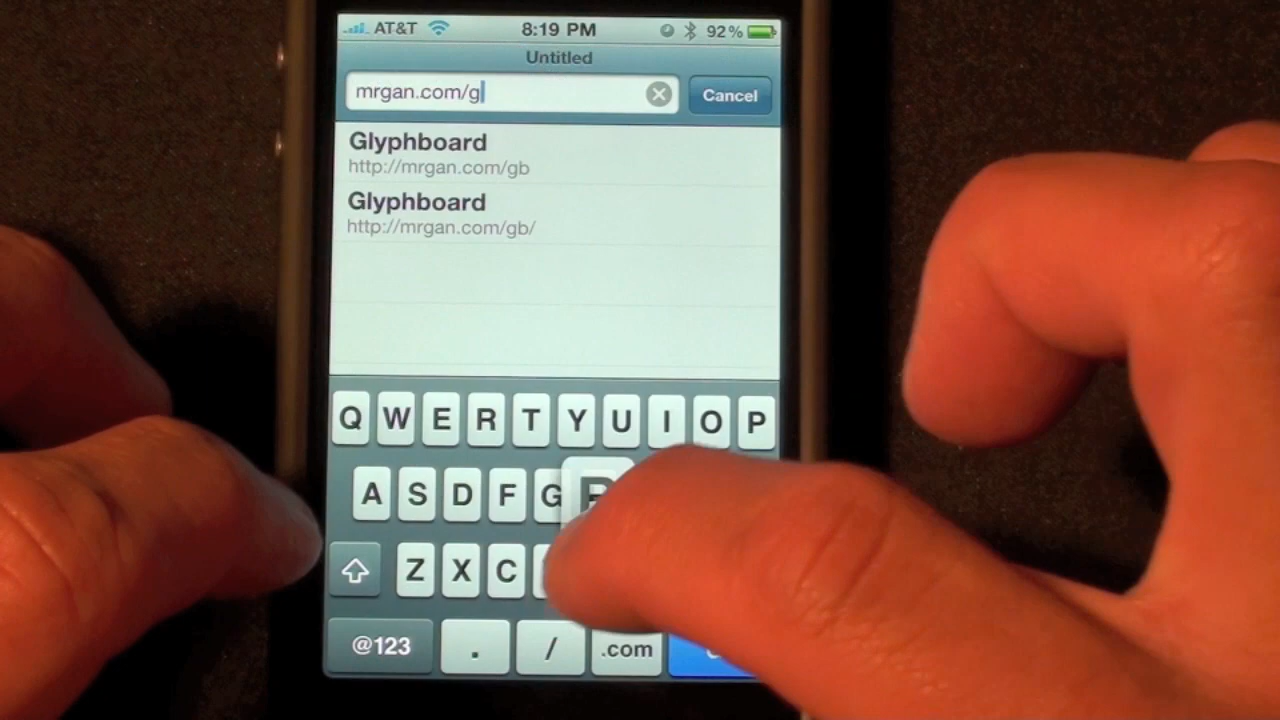 AT&T 8:19 PM 92%
Untitled
mrgan.com/g Cancel
Glyphboard
http://mrgan.com/gb
Glyphboard
http://mrgan.com/gb/
Q W E R T Y U I O P
A S D F G
Z X C
@123 . / .com